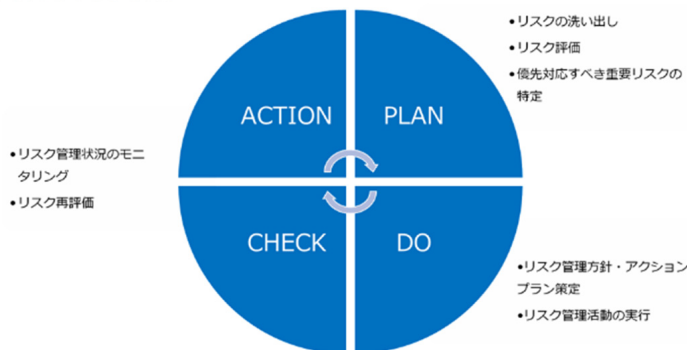 ACTION
PLAN
•リスクの洗い出し
•リスク評価
•優先対応すべき重要リスクの
特定
•リスク管理状況のモニ
タリング
•リスク再評価
CHECK
DO
•リスク管理方針・アクション
プラン策定
•リスク管理活動の実行